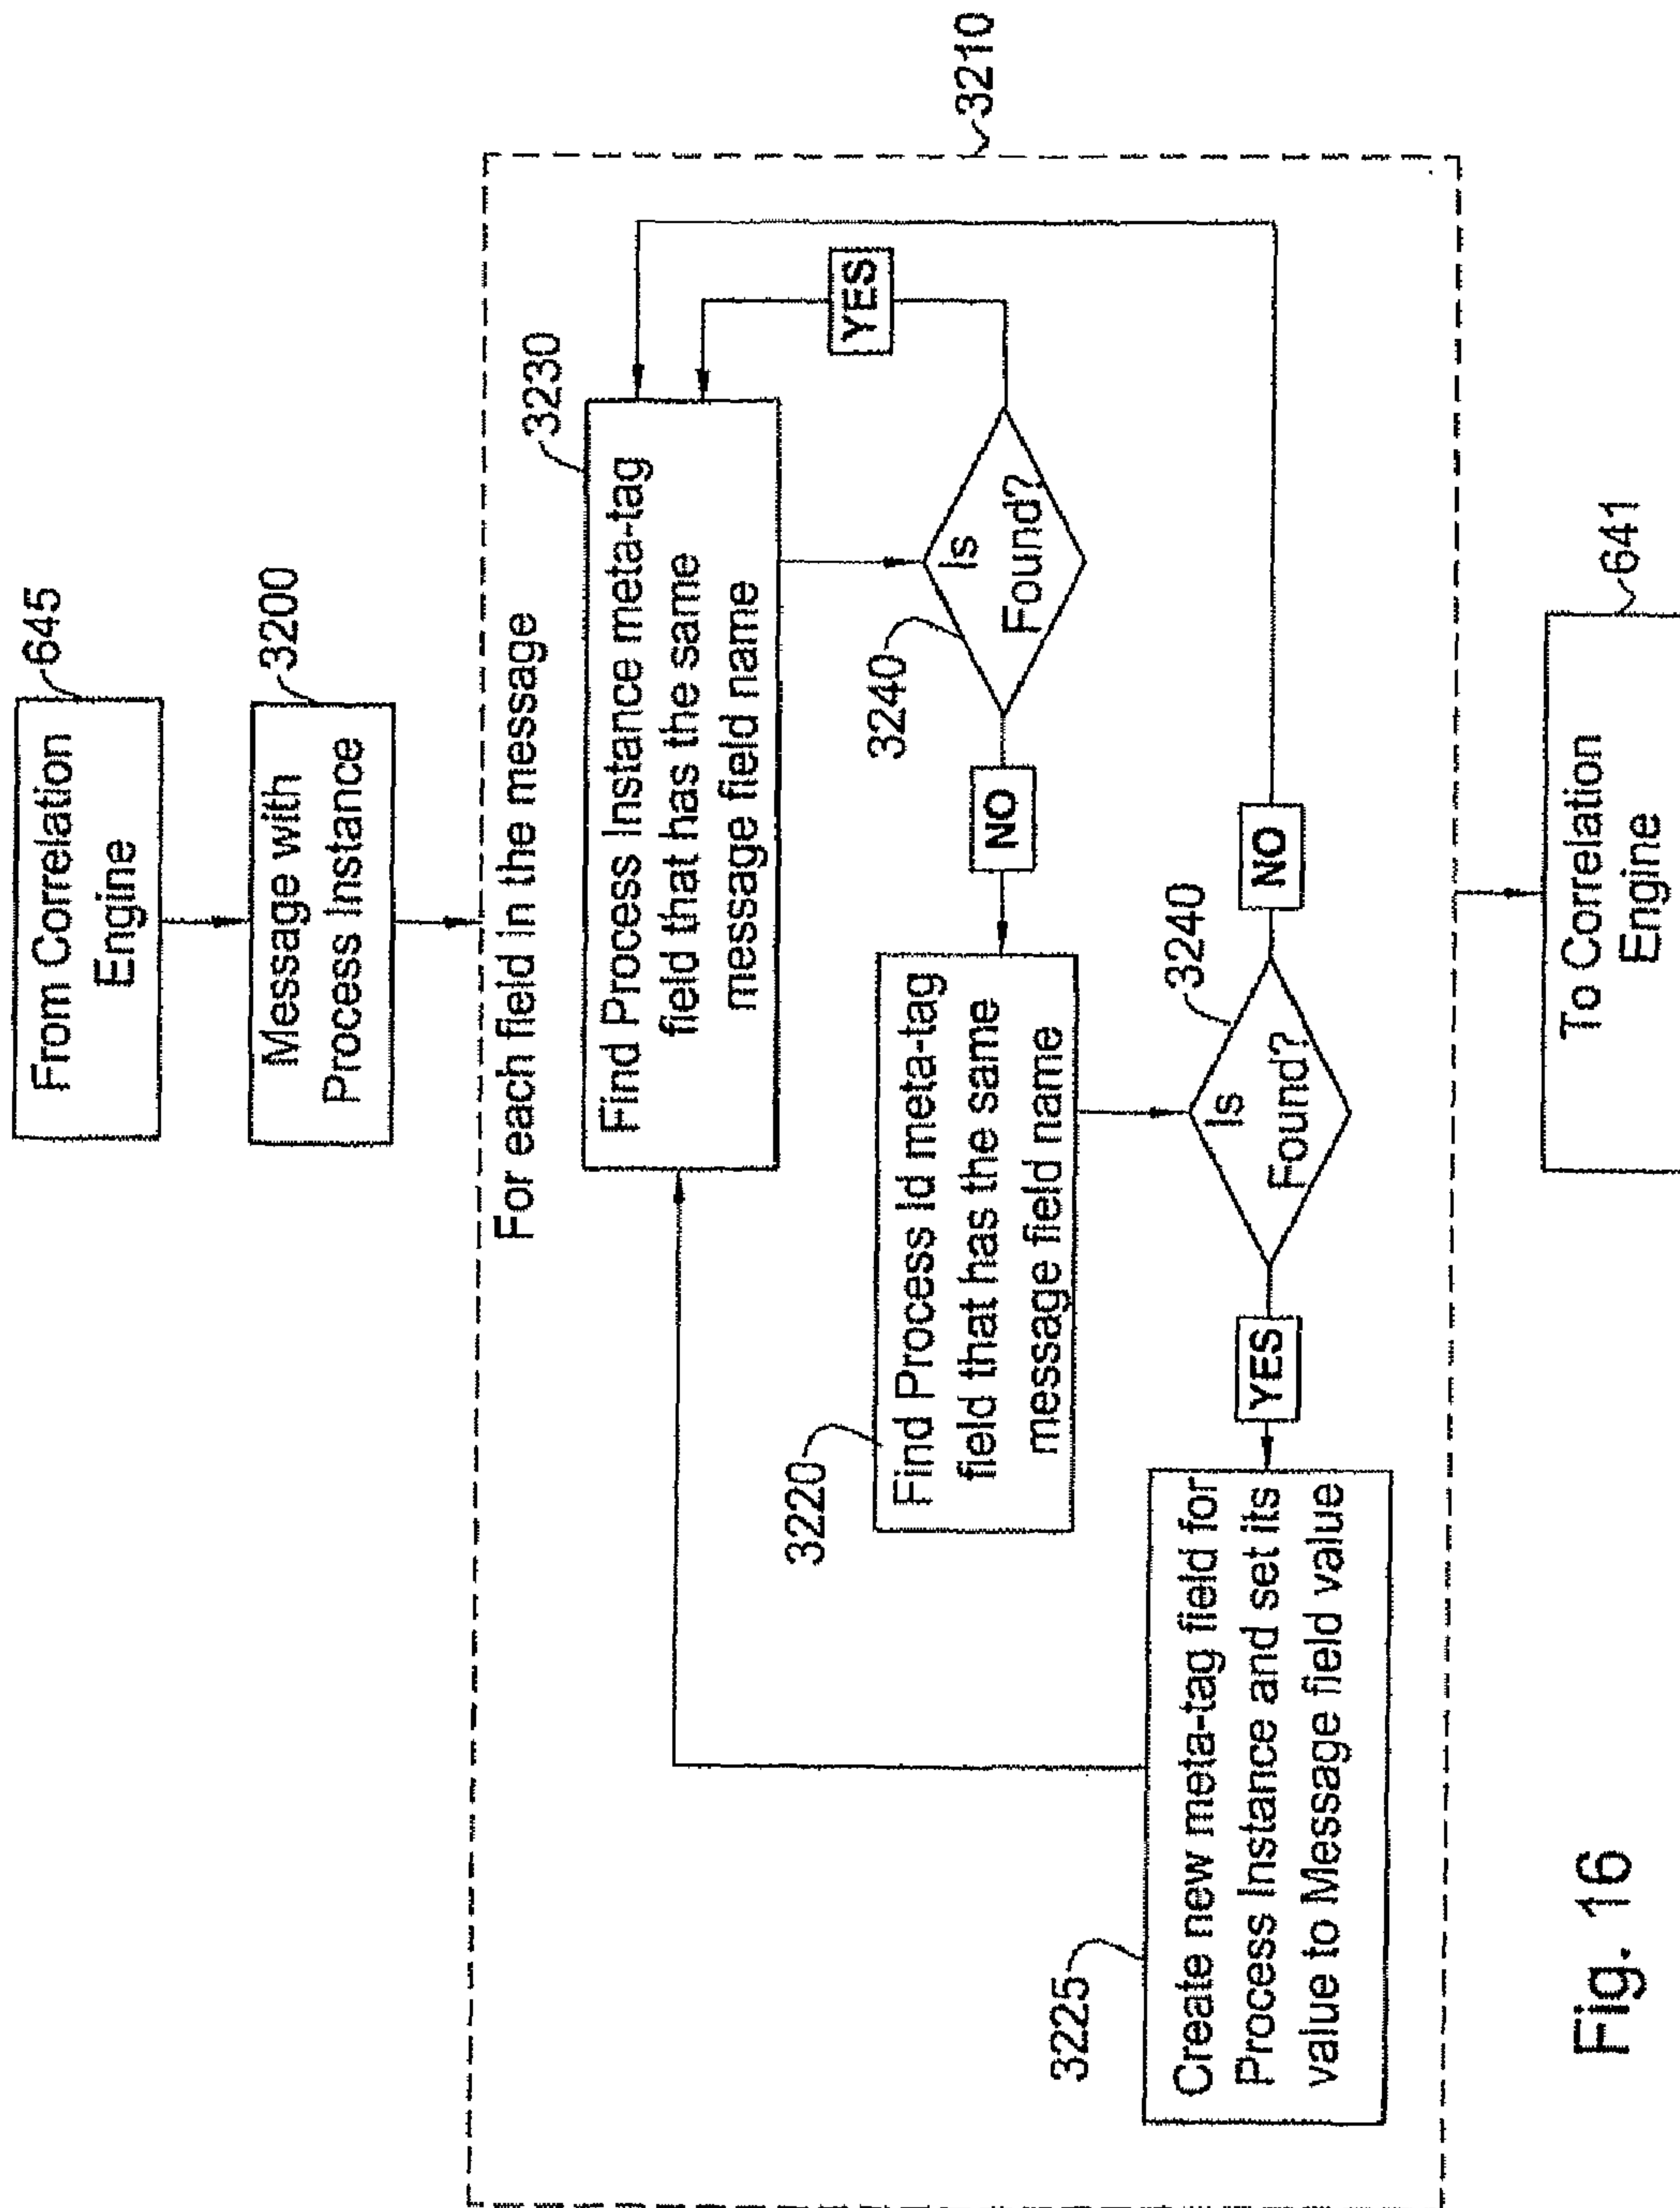 From Correlation
Engine
645
Message with
Process Instance
3200
For each field in the message
3210
Find Process Instance meta-tag
field that has the same
message field name
3230
Is
Found?
3240
YES
NO
Find Process Id meta-tag
field that has the same
message field name
3220
Is
Found?
3240
NO
YES
Create new meta-tag field for
Process Instance and set its
value to Message field value
3225
To Correlation
Engine
641
Fig. 16